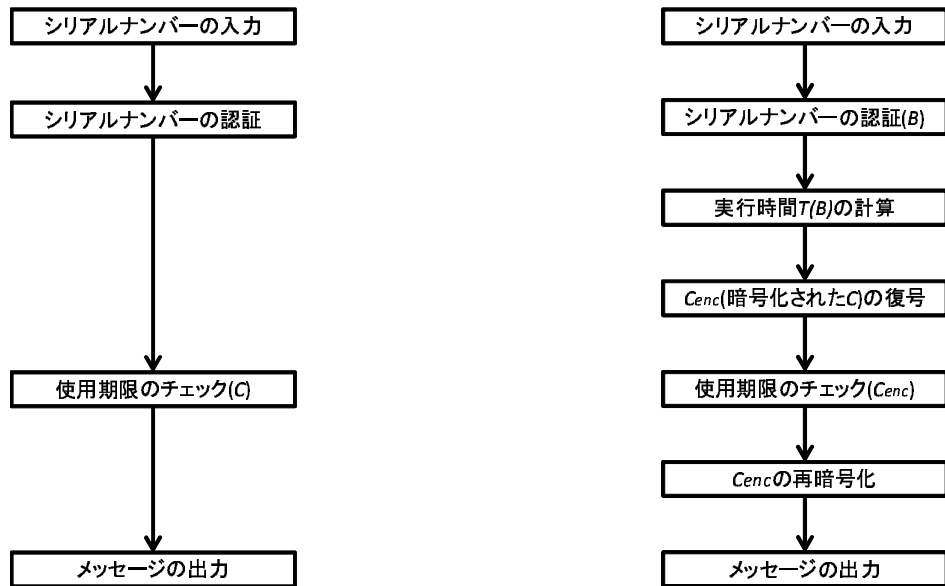 シリアルナンバーの入力
シリアルナンバーの認証
使用期限のチェック(C)
メッセージの出力
シリアルナンバーの入力
シリアルナンバーの認証(B)
実行時間T(B)の計算
Cenc(暗号化されたC)の復号
使用期限のチェック(Cenc)
Cencの再暗号化
メッセージの出力